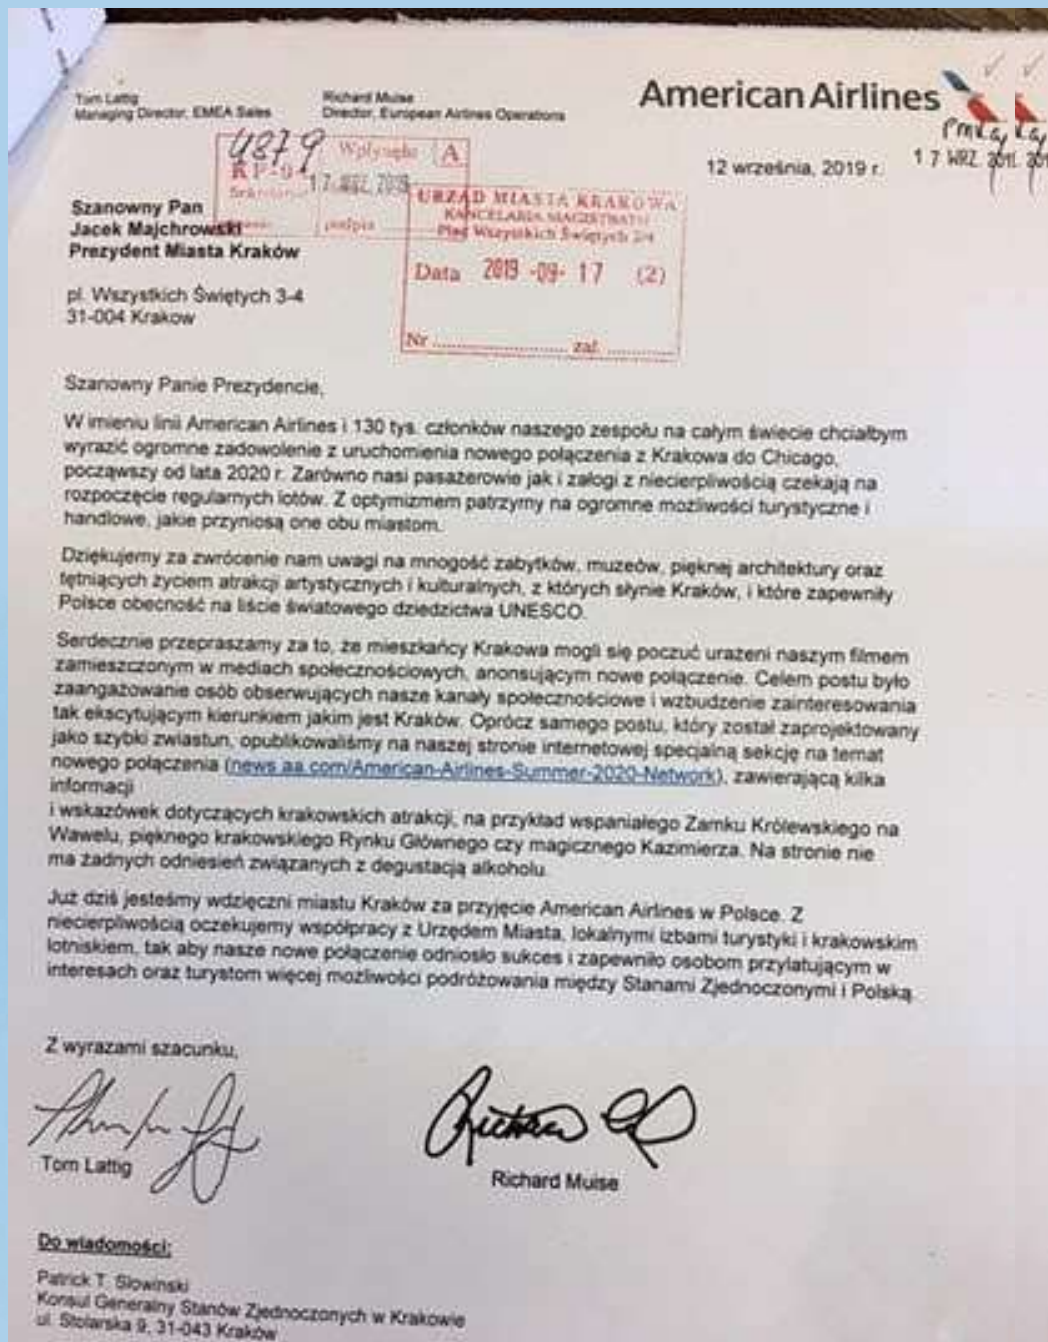 Tom Lattig
Managing Director, EMEA Sales
Richard Muise
Director, European Airlines Operations
American Airlines
12 września, 2019 r.
17 WRZ. 2019
4879
Wpłynęło A
KP-0
17. WRZ. 2019
podpis
URZĄD MIASTA KRAKOWA
KANCELARIA MAGISTRATU
Plac Wszystkich Świętych 3/4
Data 2019 -09- 17 (2)
Nr ........................ zał. ............
Szanowny Pan
Jacek Majchrowski
Prezydent Miasta Kraków
pl. Wszystkich Świętych 3-4
31-004 Krakow
Szanowny Panie Prezydencie,
W imieniu linii American Airlines i 130 tys. członków naszego zespołu na całym świecie chciałbym
wyrazić ogromne zadowolenie z uruchomienia nowego połączenia z Krakowa do Chicago,
począwszy od lata 2020 r. Zarówno nasi pasażerowie jak i załogi z niecierpliwością czekają na
rozpoczęcie regularnych lotów. Z optymizmem patrzymy na ogromne możliwości turystyczne i
handlowe, jakie przyniosą one obu miastom.
Dziękujemy za zwrócenie nam uwagi na mnogość zabytków, muzeów, pięknej architektury oraz
tętniących życiem atrakcji artystycznych i kulturalnych, z których słynie Kraków, i które zapewniły
Polsce obecność na liście światowego dziedzictwa UNESCO.
Serdecznie przepraszamy za to, że mieszkańcy Krakowa mogli się poczuć urażeni naszym filmem
zamieszczonym w mediach społecznościowych, anonsującym nowe połączenie. Celem postu było
zaangażowanie osób obserwujących nasze kanały społecznościowe i wzbudzenie zainteresowania
tak ekscytującym kierunkiem jakim jest Kraków. Oprócz samego postu, który został zaprojektowany
jako szybki zwiastun, opublikowaliśmy na naszej stronie internetowej specjalną sekcję na temat
nowego połączenia (news.aa.com/American-Airlines-Summer-2020-Network), zawierającą kilka
informacji
i wskazówek dotyczących krakowskich atrakcji, na przykład wspaniałego Zamku Królewskiego na
Wawelu, pięknego krakowskiego Rynku Głównego czy magicznego Kazimierza. Na stronie nie
ma żadnych odniesień związanych z degustacją alkoholu.
Już dziś jesteśmy wdzięczni miastu Kraków za przyjęcie American Airlines w Polsce. Z
niecierpliwością oczekujemy współpracy z Urzędem Miasta, lokalnymi izbami turystyki i krakowskim
lotniskiem, tak aby nasze nowe połączenie odniosło sukces i zapewniło osobom przylatującym w
interesach oraz turystom więcej możliwości podróżowania między Stanami Zjednoczonymi i Polską
Z wyrazami szacunku,
Tom Lattig
Richard Muise
Do wiadomości:
Patrick T. Slowinski
Konsul Generalny Stanów Zjednoczonych w Krakowie
ul. Stolarska 9, 31-043 Kraków